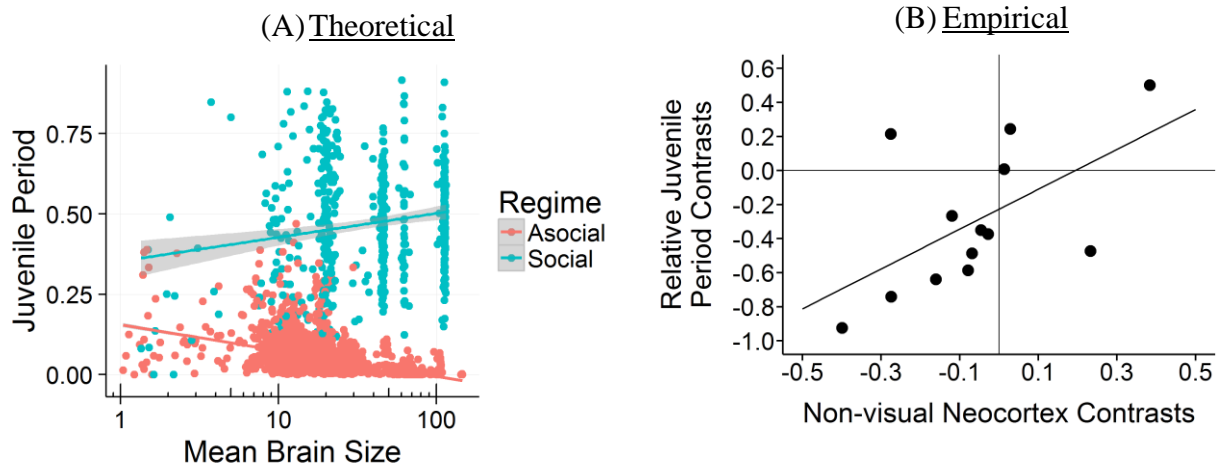 (A) Theoretical
Juvenile Period
0.75
0.50
0.25
0.00
1
10
100
Mean Brain Size
Regime
Asocial
Social
(B) Empirical
Relative Juvenile
Period Contrasts
0.6
0.4
0.2
0.0
-0.2
-0.4
-0.6
-0.8
-1.0
-0.5
-0.3
-0.1
0.1
0.3
0.5
Non-visual Neocortex Contrasts